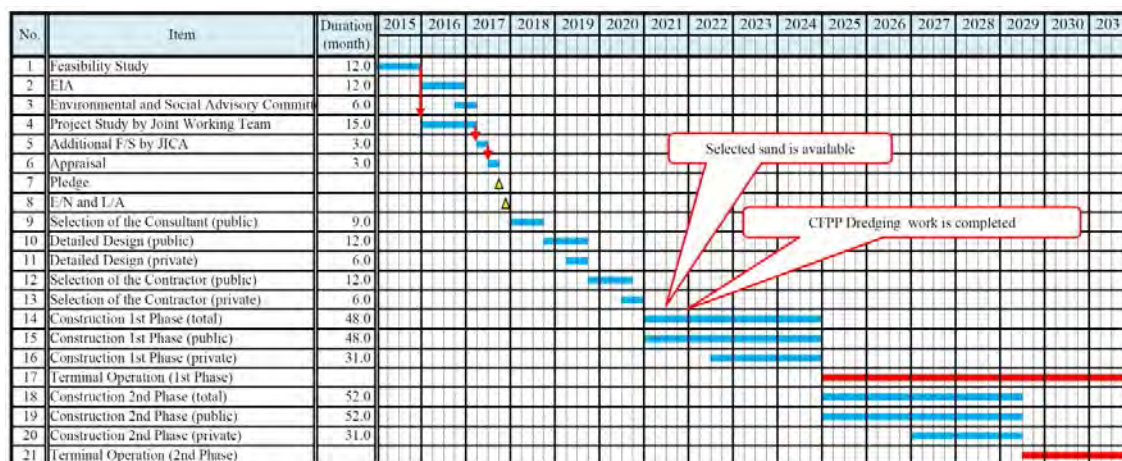 No. Item Duration (month) 2015 2016 2017 2018 2019 2020 2021 2022 2023 2024 2025 2026 2027 2028 2029 2030 203
1 Feasibility Study 12.0
2 EIA 12.0
3 Environmental and Social Advisory Committ 6.0
4 Project Study by Joint Working Team 15.0
5 Additional F/S by JICA 3.0
6 Appraisal 3.0
7 Pledge
8 E/N and L/A
9 Selection of the Consultant (public) 9.0
10 Detailed Design (public) 12.0
11 Detailed Design (private) 6.0
12 Selection of the Contractor (public) 12.0
13 Selection of the Contractor (private) 6.0
14 Construction 1st Phase (total) 48.0
15 Construction 1st Phase (public) 48.0
16 Construction 1st Phase (private) 31.0
17 Terminal Operation (1st Phase)
18 Construction 2nd Phase (total) 52.0
19 Construction 2nd Phase (public) 52.0
20 Construction 2nd Phase (private) 31.0
21 Terminal Operation (2nd Phase)
Selected sand is available
CFPP Dredging work is completed